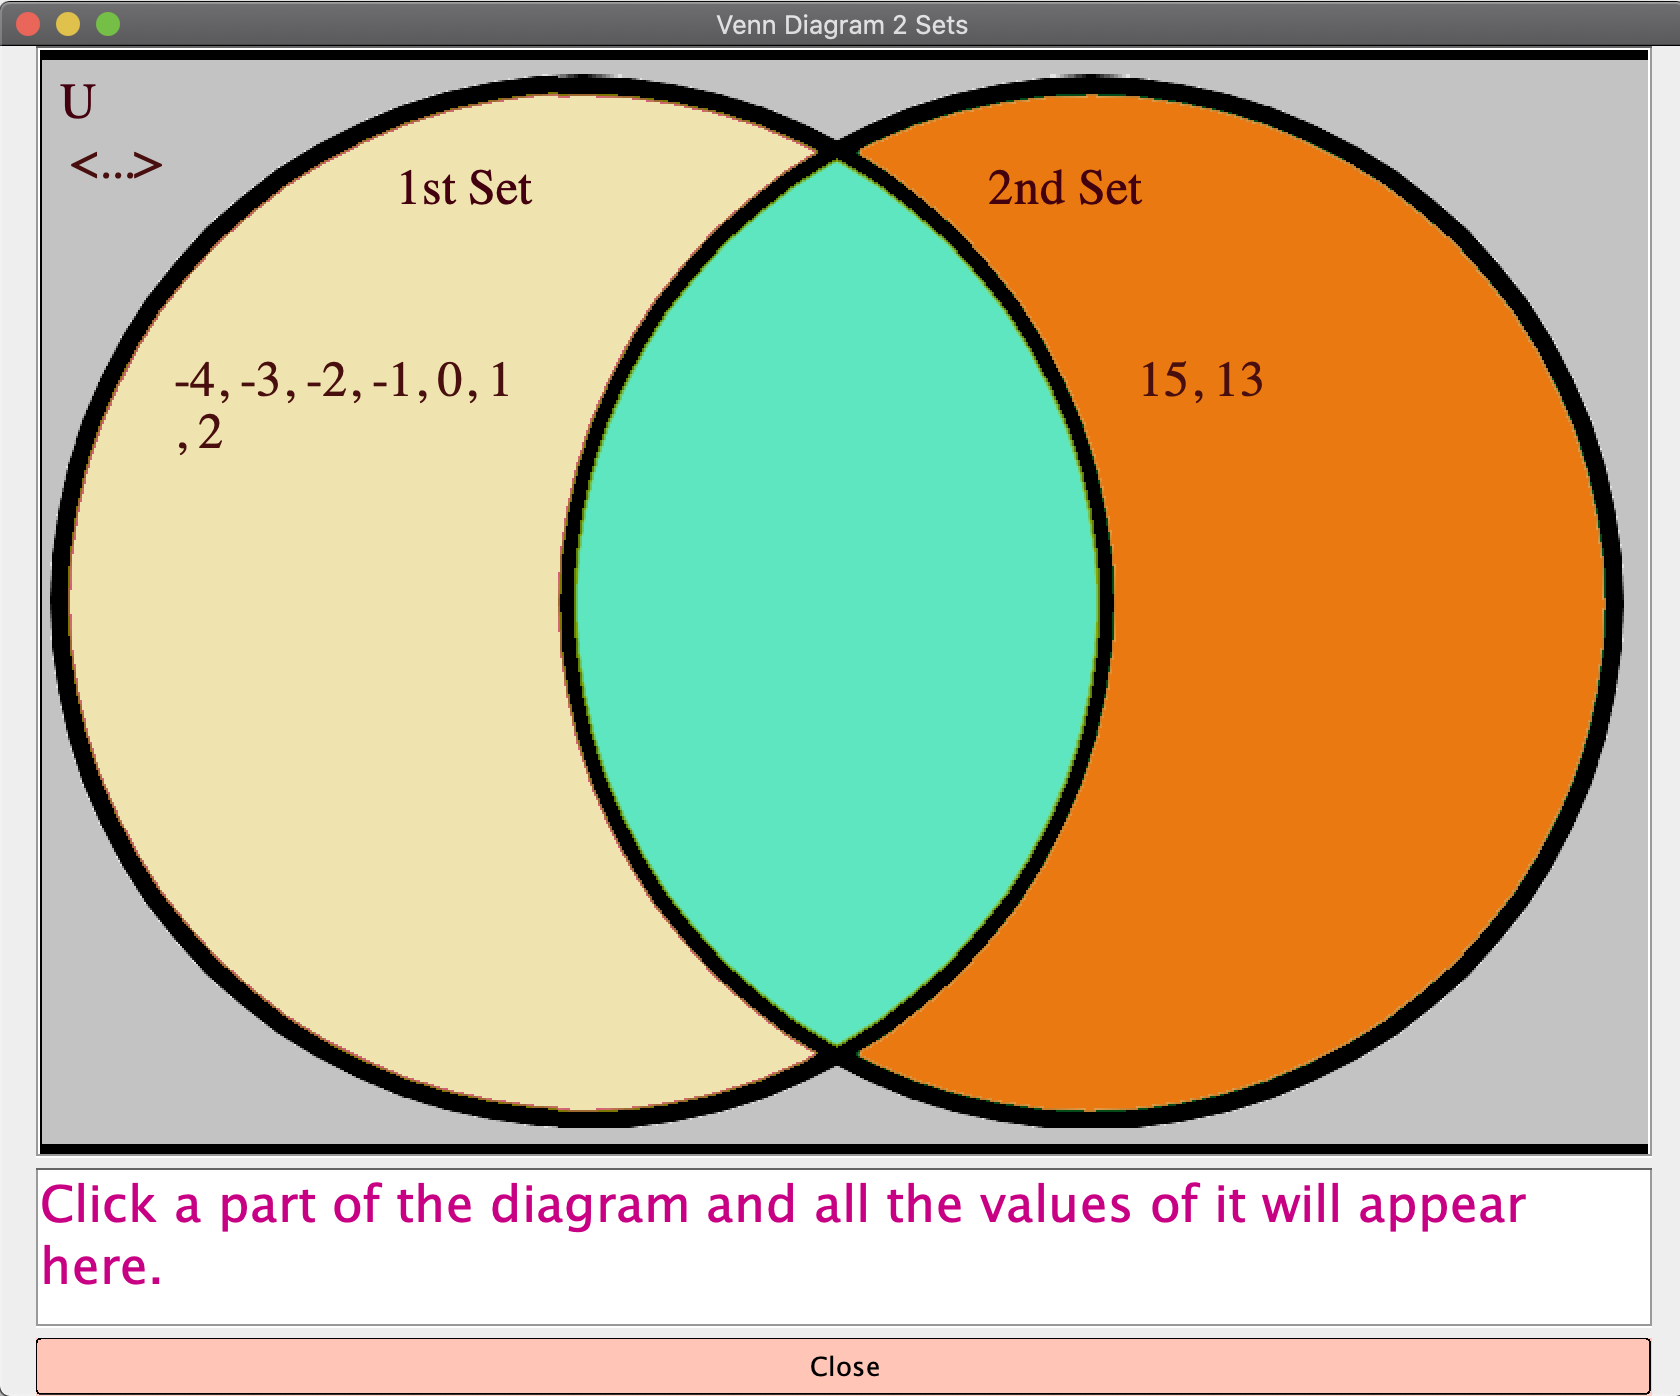 Venn Diagram 2 Sets
U
<...>
1st Set
2nd Set
-4, -3, -2, -1, 0, 1
, 2
15, 13
Click a part of the diagram and all the values of it will appear
here.
Close